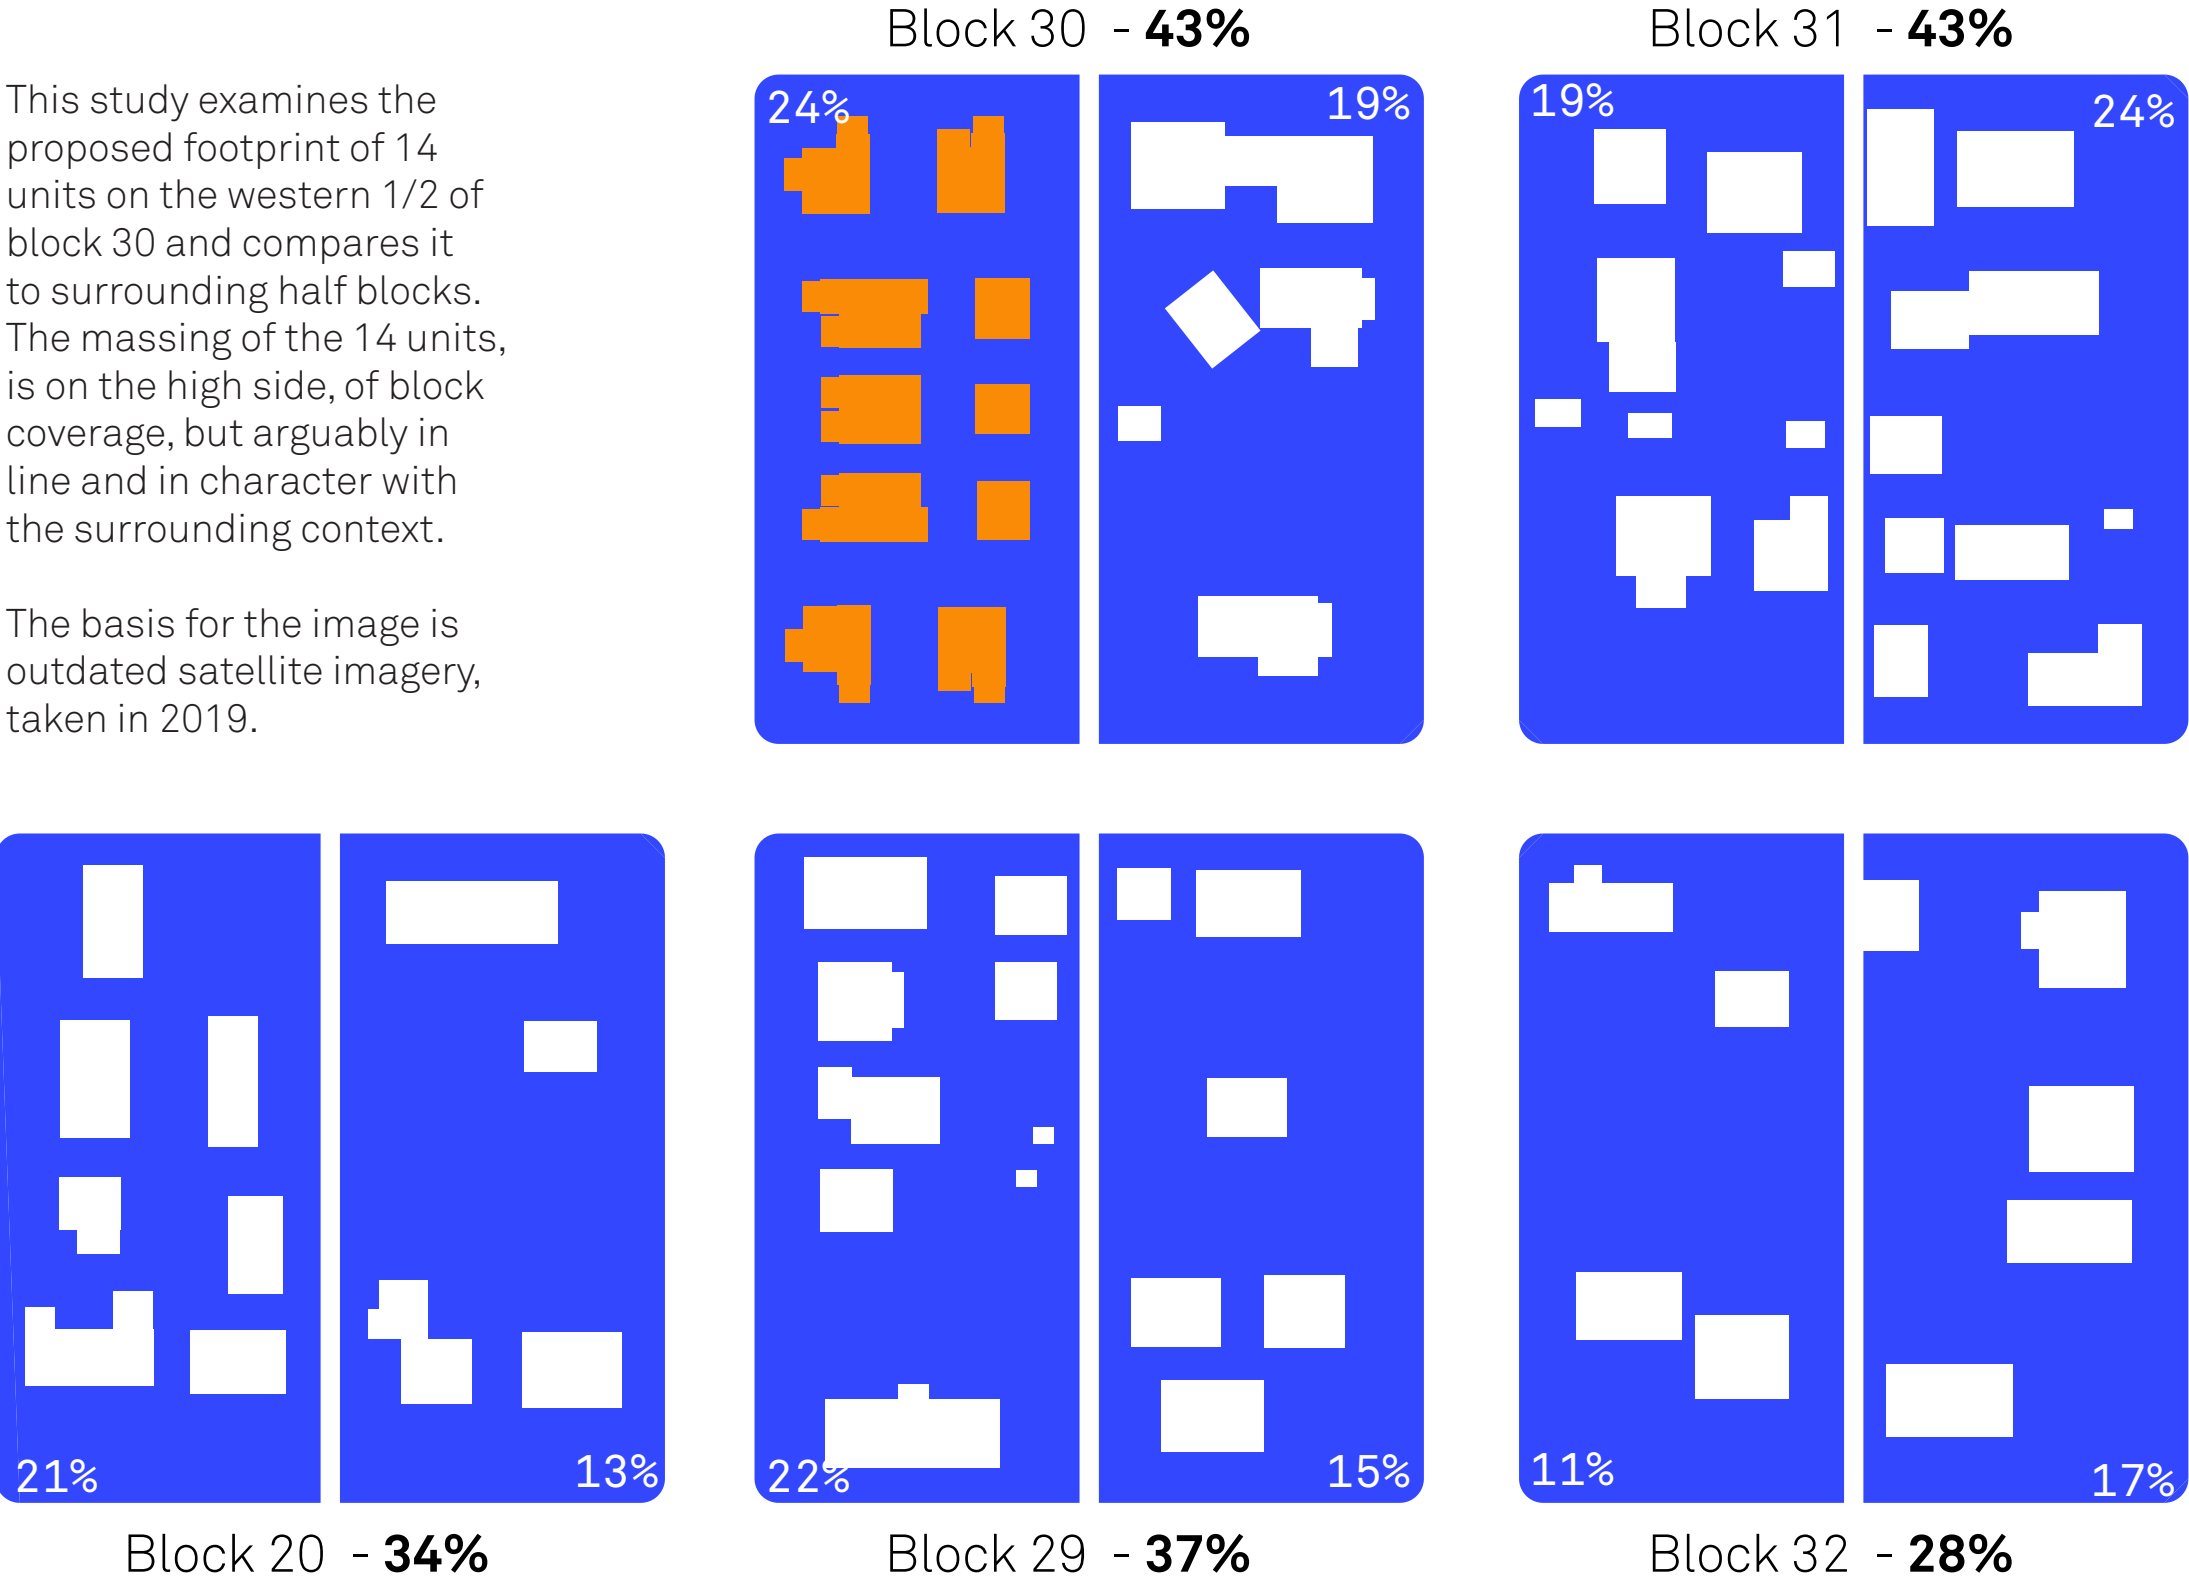 Block 30 - 43%
Block 31 - 43%
This study examines the
proposed footprint of 14
units on the western 1/2 of
block 30 and compares it
to surrounding half blocks.
The massing of the 14 units,
is on the high side, of block
coverage, but arguably in
line and in character with
the surrounding context.
The basis for the image is
outdated satellite imagery,
taken in 2019.
24%
19%
19%
24%
21%
13%
22%
15%
11%
17%
Block 20 - 34%
Block 29 - 37%
Block 32 - 28%